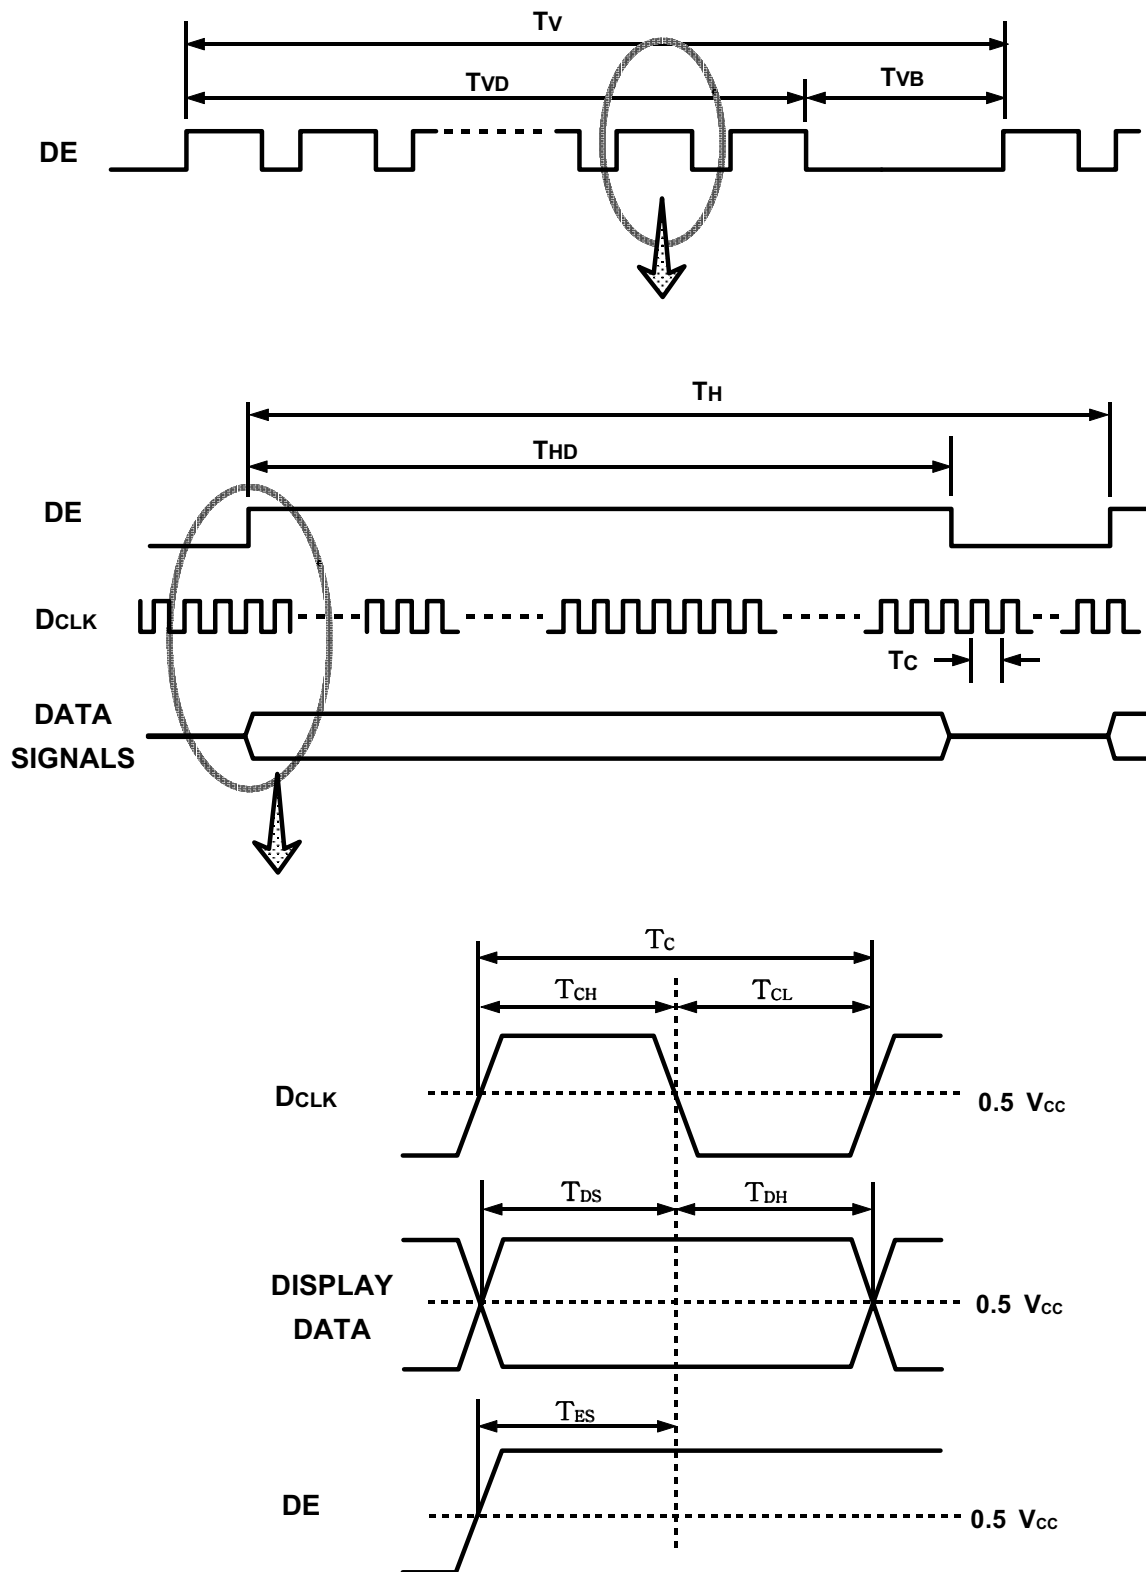 TV
TVD
TVB
DE
TH
THD
DE
DCLK
TC
DATA
SIGNALS
TC
TCH
TCL
DCLK
0.5 VCC
TDS
TDH
DISPLAY
DATA
0.5 VCC
TES
DE
0.5 VCC